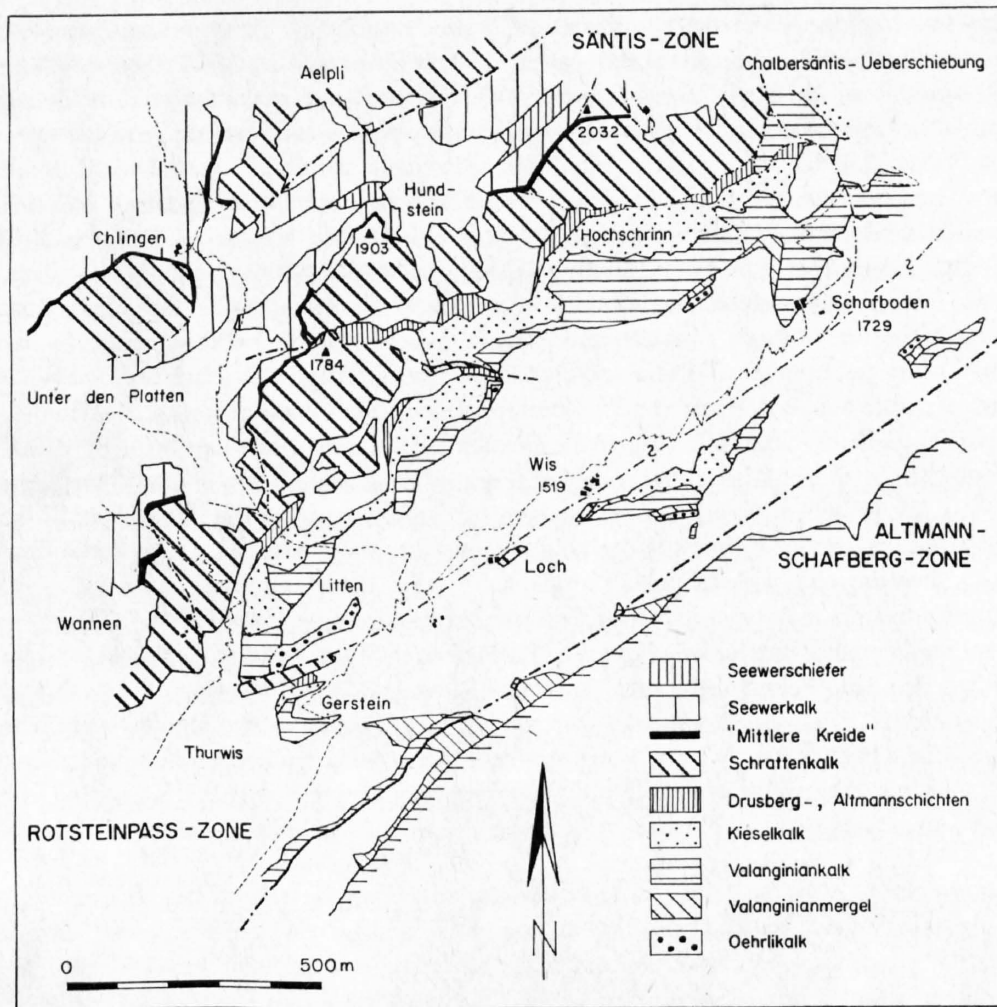 SÄNTIS-ZONE
Aelpli
Chalbersäntis-Ueberschiebung
2032
Hund-
stein
Chlingen
1903
Hochschrinn
Schafboden
1729
1784
Unter den Platten
Wis
1519
2
ALTMANN-
SCHAFBERG-ZONE
Loch
Litten
Wannen
Gerstein
Thurwis
ROTSTEINPASS-ZONE
Seewerschiefer
Seewerkalk
"Mittlere Kreide"
Schrattenkalk
Drusberg-, Altmannschichten
Kieselkalk
Valanginiankalk
Valanginianmergel
Oehrlikalk
N
0 500 m